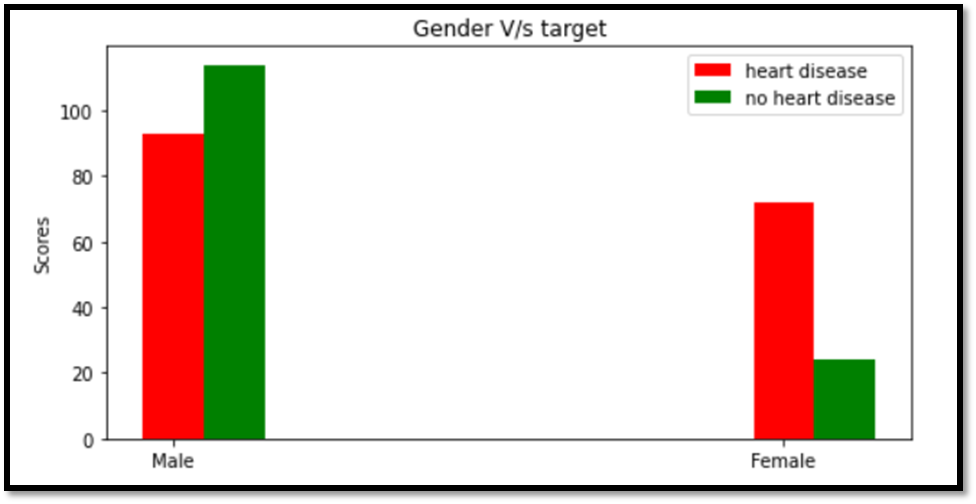 Gender V/s target
heart disease
no heart disease
100
80
60
40
20
0
Scores
Male
Female